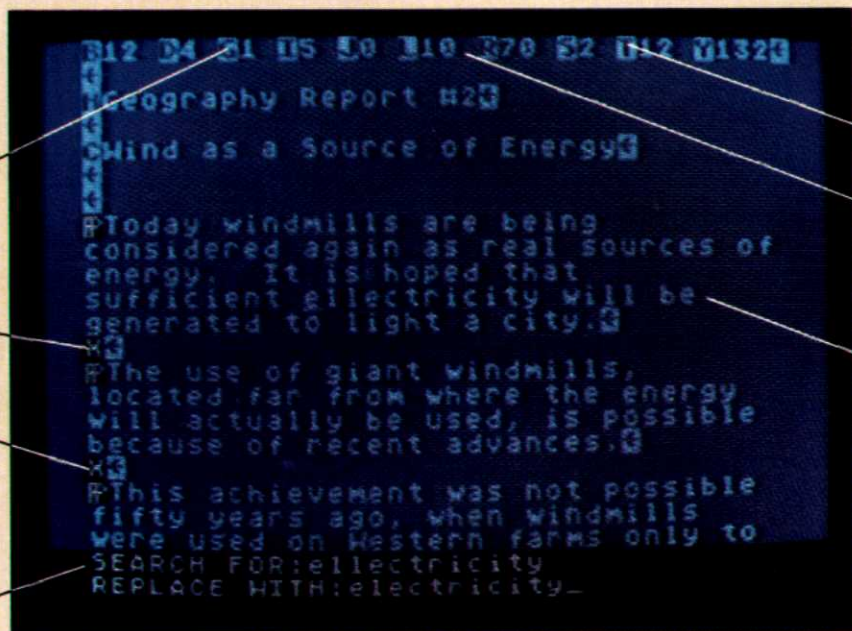 B12 D4 G1 I5 J0 L10 R70 S2 T12 Y132
Geography Report #2
Wind as a Source of Energy
Today windmills are being
considered again as real sources of
energy. It is hoped that
sufficient ellectricity will be
generated to light a city.
The use of giant windmills,
located far from where the energy
will actually be used, is possible
because of recent advances.
This achievement was not possible
fifty years ago, when windmills
were used on Western farms only to
SEARCH FOR:ellectricity
REPLACE WITH:electricity_